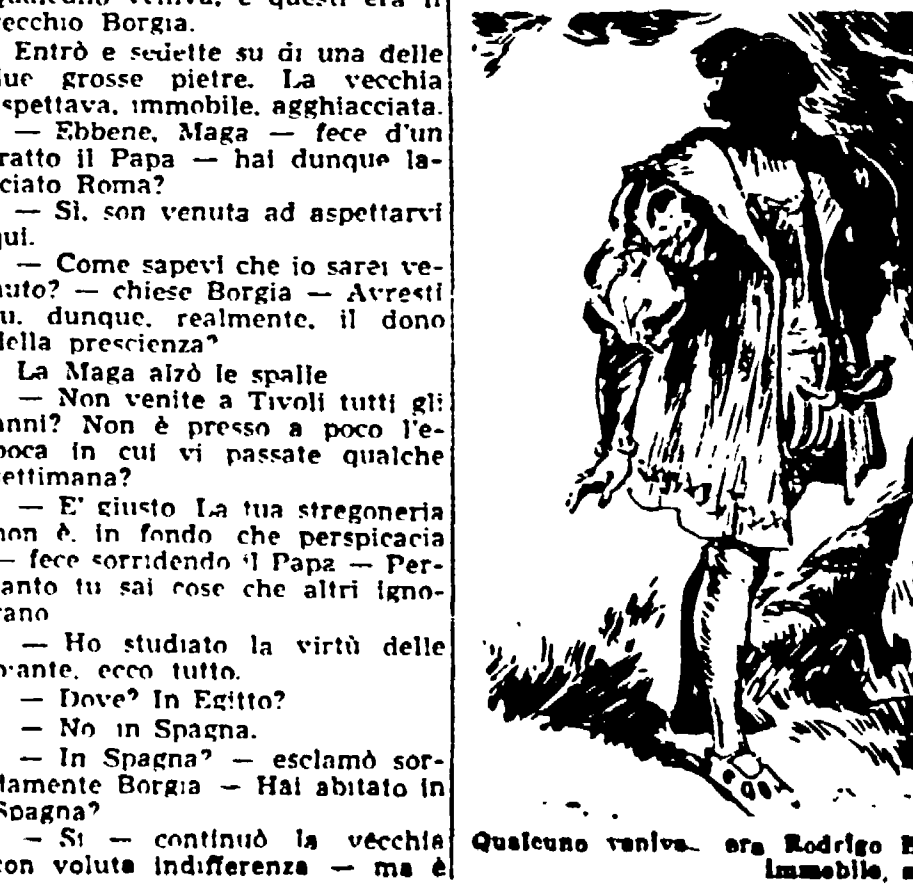 vecchio Borgia.
Entrò e sedette su di una delle
due grosse pietre. La vecchia
aspettava, immobile, agghiacciata.
— Ebbene, Maga — fece d'un
tratto il Papa — hai dunque la-
sciato Roma?
— Sì, son venuta ad aspettarvi
qui.
— Come sapevi che io sarei ve-
nuto? — chiese Borgia — Avresti
tu, dunque, realmente, il dono
della prescienza?
La Maga alzò le spalle
— Non venite a Tivoli tutti gli
anni? Non è presso a poco l'e-
poca in cui vi passate qualche
settimana?
— E' giusto La tua stregoneria
non è, in fondo che perspicacia
— fece sorridendo il Papa — Per-
tanto tu sai cose che altri igno-
rano
— Ho studiato la virtù delle
piante, ecco tutto.
— Dove? In Egitto?
— No in Spagna.
— In Spagna? — esclamò sor-
damente Borgia — Hai abitato in
Spagna?
— Sì — continuò la vecchia
con voluta indifferenza — ma è
Qualcuno veniva.. era Rodrigo
immobile,